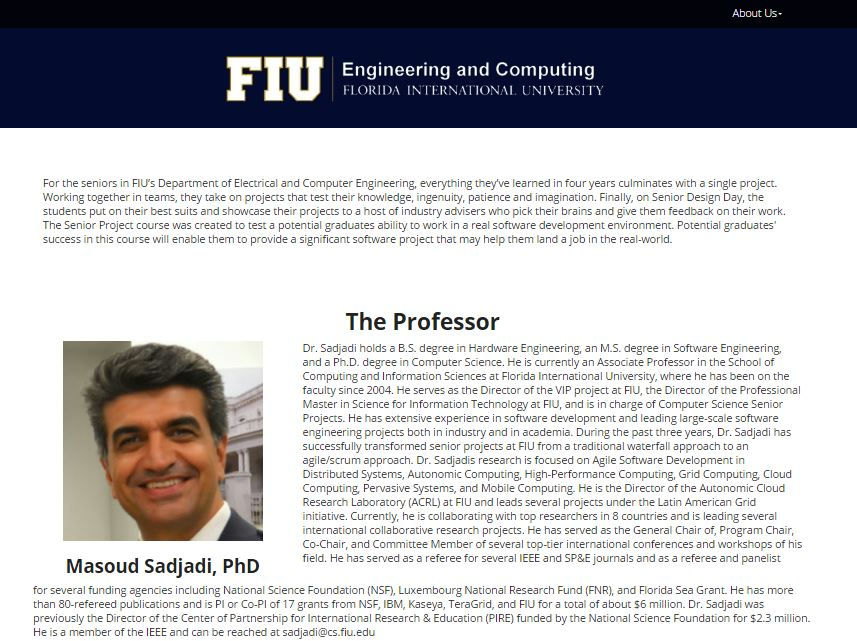 About Us
FIU Engineering and Computing
FLORIDA INTERNATIONAL UNIVERSITY
For the seniors in FIU's Department of Electrical and Computer Engineering, everything they've learned in four years culminates with a single project.
Working together in teams, they take on projects that test their knowledge, ingenuity, patience and imagination. Finally, on Senior Design Day, the
students put on their best suits and showcase their projects to a host of industry advisers who pick their brains and give them feedback on their work.
The Senior Project course was created to test a potential graduates ability to work in a real software development environment. Potential graduates'
success in this course will enable them to provide a significant software project that may help them land a job in the real-world.
The Professor
Dr. Sadjadi holds a B.S. degree in Hardware Engineering, an M.S. degree in Software Engineering,
and a Ph.D. degree in Computer Science. He is currently an Associate Professor in the School of
Computing and Information Sciences at Florida International University, where he has been on the
faculty since 2004. He serves as the Director of the VIP project at FIU, the Director of the Professional
Master in Science for Information Technology at FIU, and is in charge of Computer Science Senior
Projects. He has extensive experience in software development and leading large-scale software
engineering projects both in industry and in academia. During the past three years, Dr. Sadjadi has
successfully transformed senior projects at FIU from a traditional waterfall approach to an
agile/scrum approach. Dr. Sadjadis research is focused on Agile Software Development in
Distributed Systems, Autonomic Computing, High-Performance Computing, Grid Computing, Cloud
Computing, Pervasive Systems, and Mobile Computing. He is the Director of the Autonomic Cloud
Research Laboratory (ACRL) at FIU and leads several projects under the Latin American Grid
initiative. Currently, he is collaborating with top researchers in 8 countries and is leading several
international collaborative research projects. He has served as the General Chair of, Program Chair,
Co-Chair, and Committee Member of several top-tier international conferences and workshops of his
field. He has served as a referee for several IEEE and SP&E journals and as a referee and panelist
Masoud Sadjadi, PhD
for several funding agencies including National Science Foundation (NSF), Luxembourg National Research Fund (FNR), and Florida Sea Grant. He has more
than 80-refereed publications and is PI or Co-PI of 17 grants from NSF, IBM, Kaseya, TeraGrid, and FIU for a total of about $6 million. Dr. Sadjadi was
previously the Director of the Center of Partnership for International Research & Education (PIRE) funded by the National Science Foundation for $2.3 million.
He is a member of the IEEE and can be reached at sadjadi@cs.fiu.edu